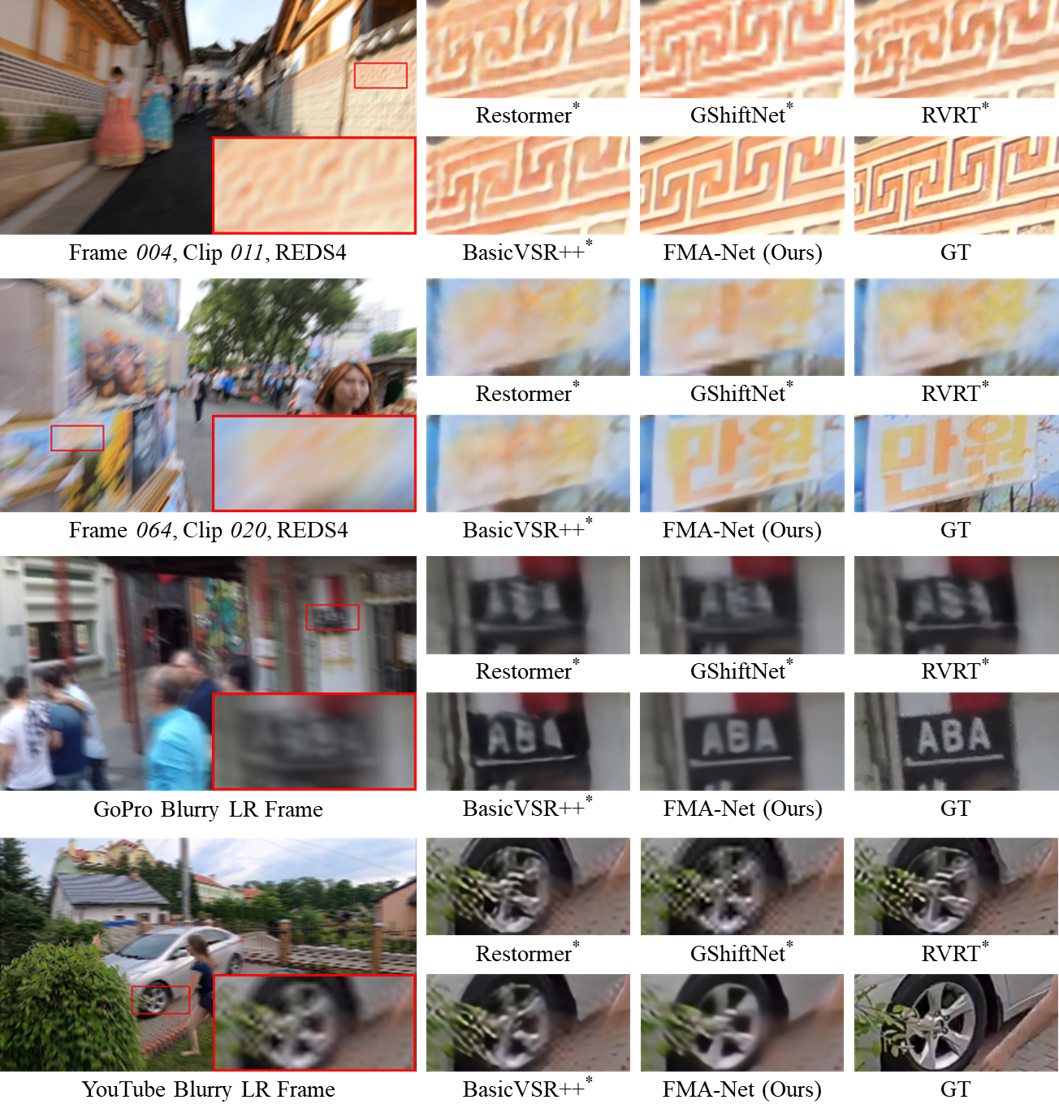 Restormer* GShiftNet* RVRT*
Frame 004, Clip 011, REDS4 BasicVSR++* FMA-Net (Ours) GT
Restormer* GShiftNet* RVRT*
만원 만원
Frame 064, Clip 020, REDS4 BasicVSR++* FMA-Net (Ours) GT
Restormer* GShiftNet* RVRT*
ABA ABA ABA
GoPro Blurry LR Frame BasicVSR++* FMA-Net (Ours) GT
Restormer* GShiftNet* RVRT*
YouTube Blurry LR Frame BasicVSR++* FMA-Net (Ours) GT